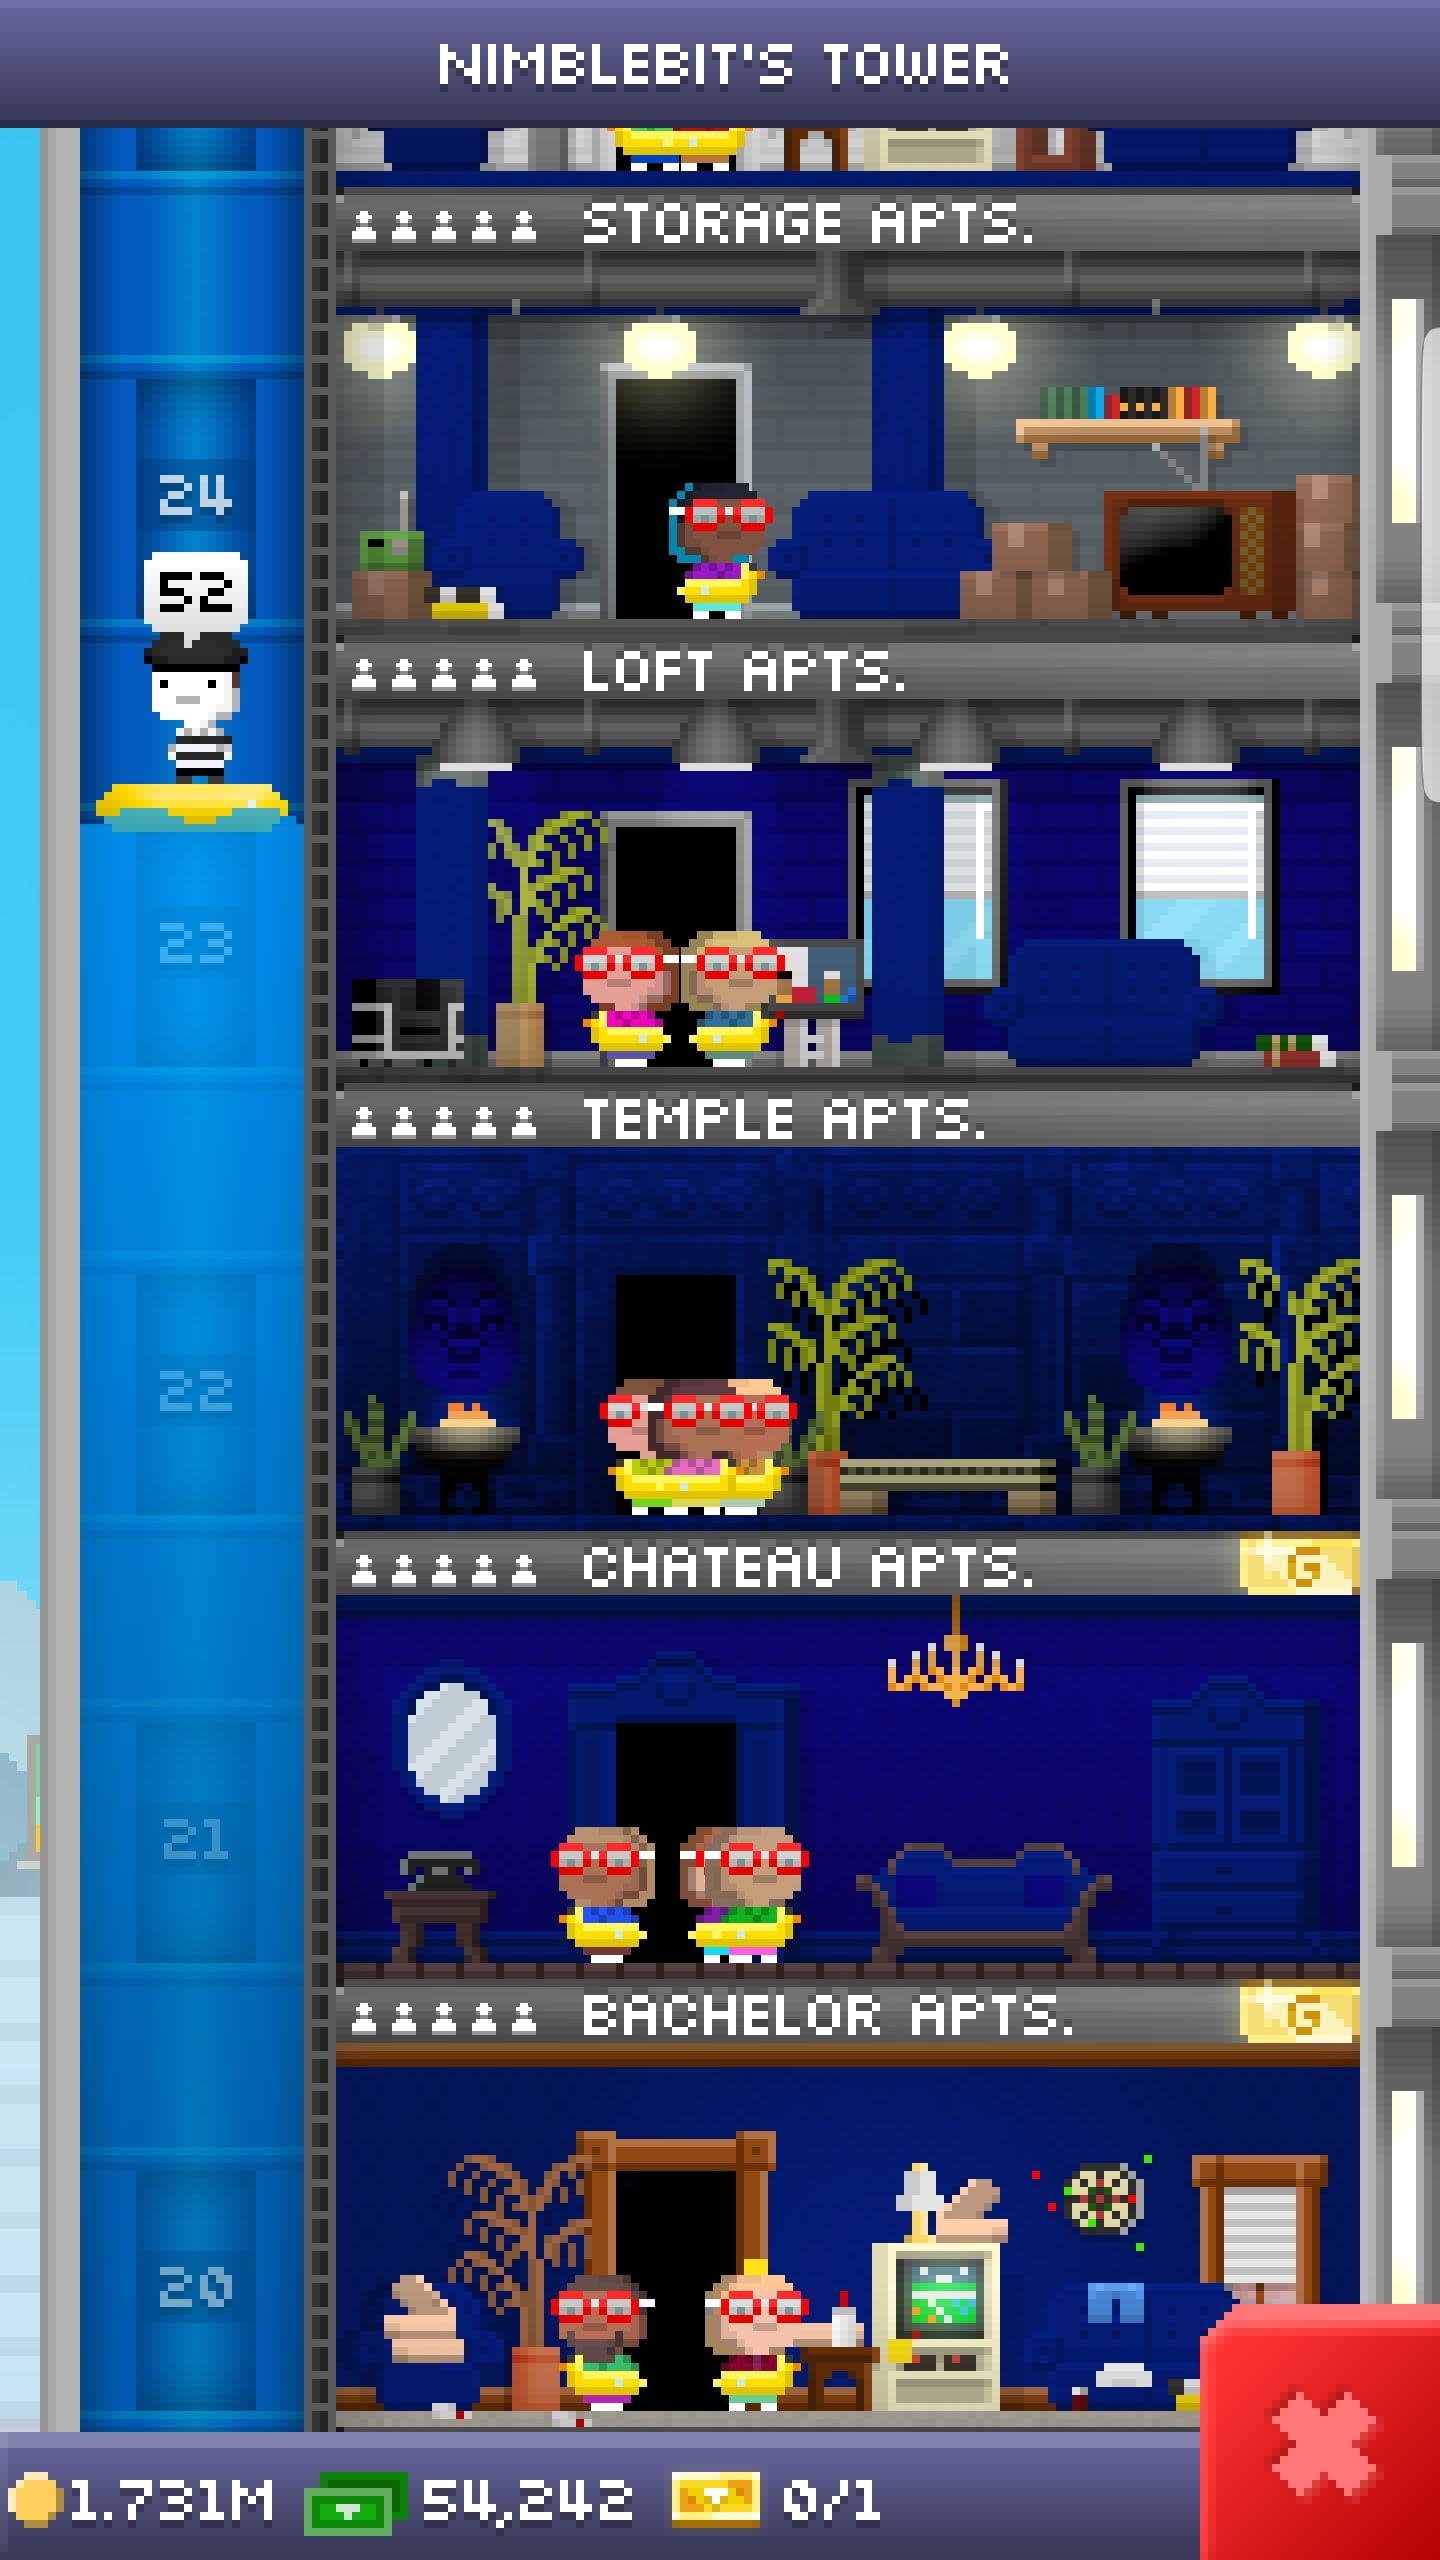 NIMBLEBIT'S TOWER
STORAGE APTS.
24
52
LOFT APTS.
23
TEMPLE APTS.
22
CHATEAU APTS. G
21
BACHELOR APTS. G
20
1.731M 54,242 0/1